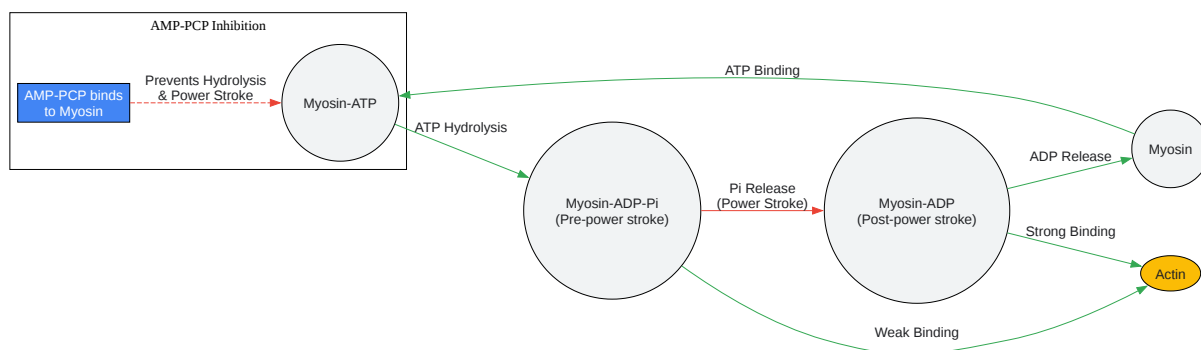 AMP-PCP Inhibition
AMP-PCP binds
to Myosin
Prevents Hydrolysis
& Power Stroke
Myosin-ATP
ATP Binding
ATP Hydrolysis
Myosin-ADP-Pi
(Pre-power stroke)
Pi Release
(Power Stroke)
Myosin-ADP
(Post-power stroke)
ADP Release
Myosin
Strong Binding
Actin
Weak Binding